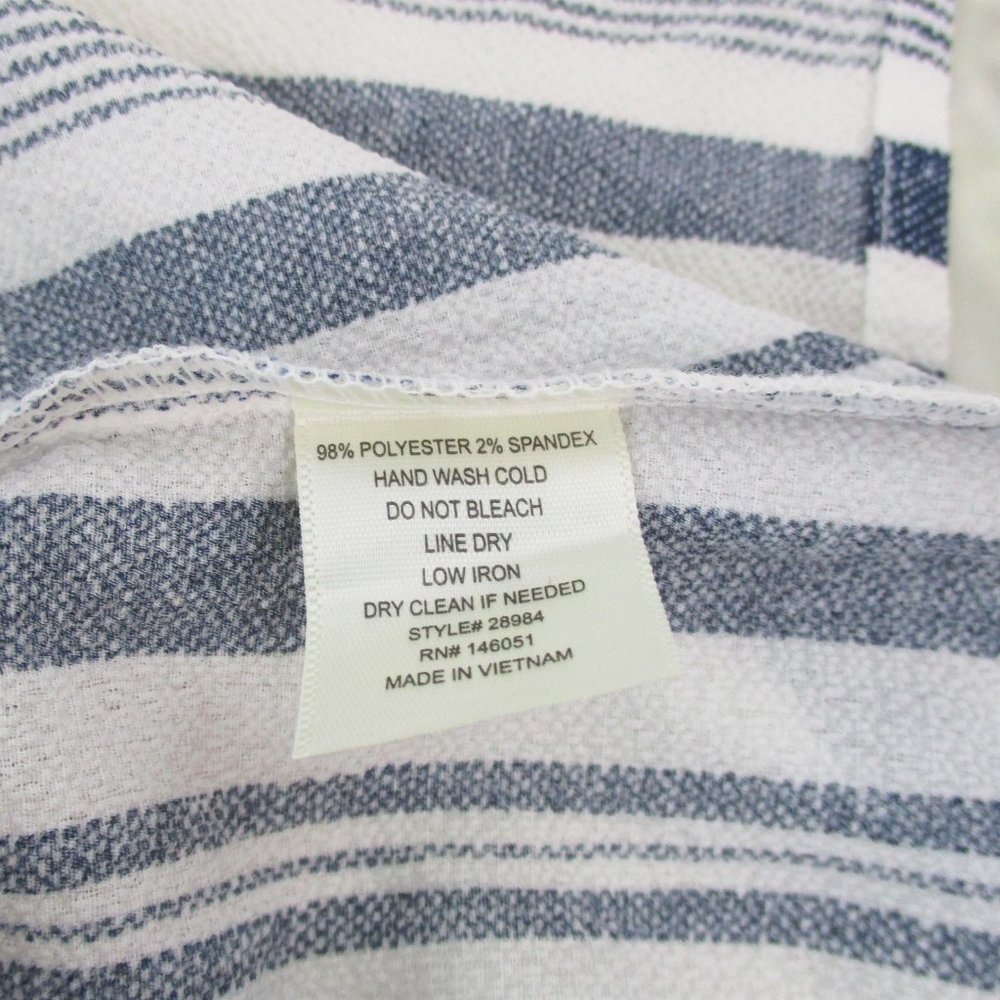 98% POLYESTER 2% SPANDEX
HAND WASH COLD
DO NOT BLEACH
LINE DRY
LOW IRON
DRY CLEAN IF NEEDED
STYLE# 28984
RN# 146051
MADE IN VIETNAM